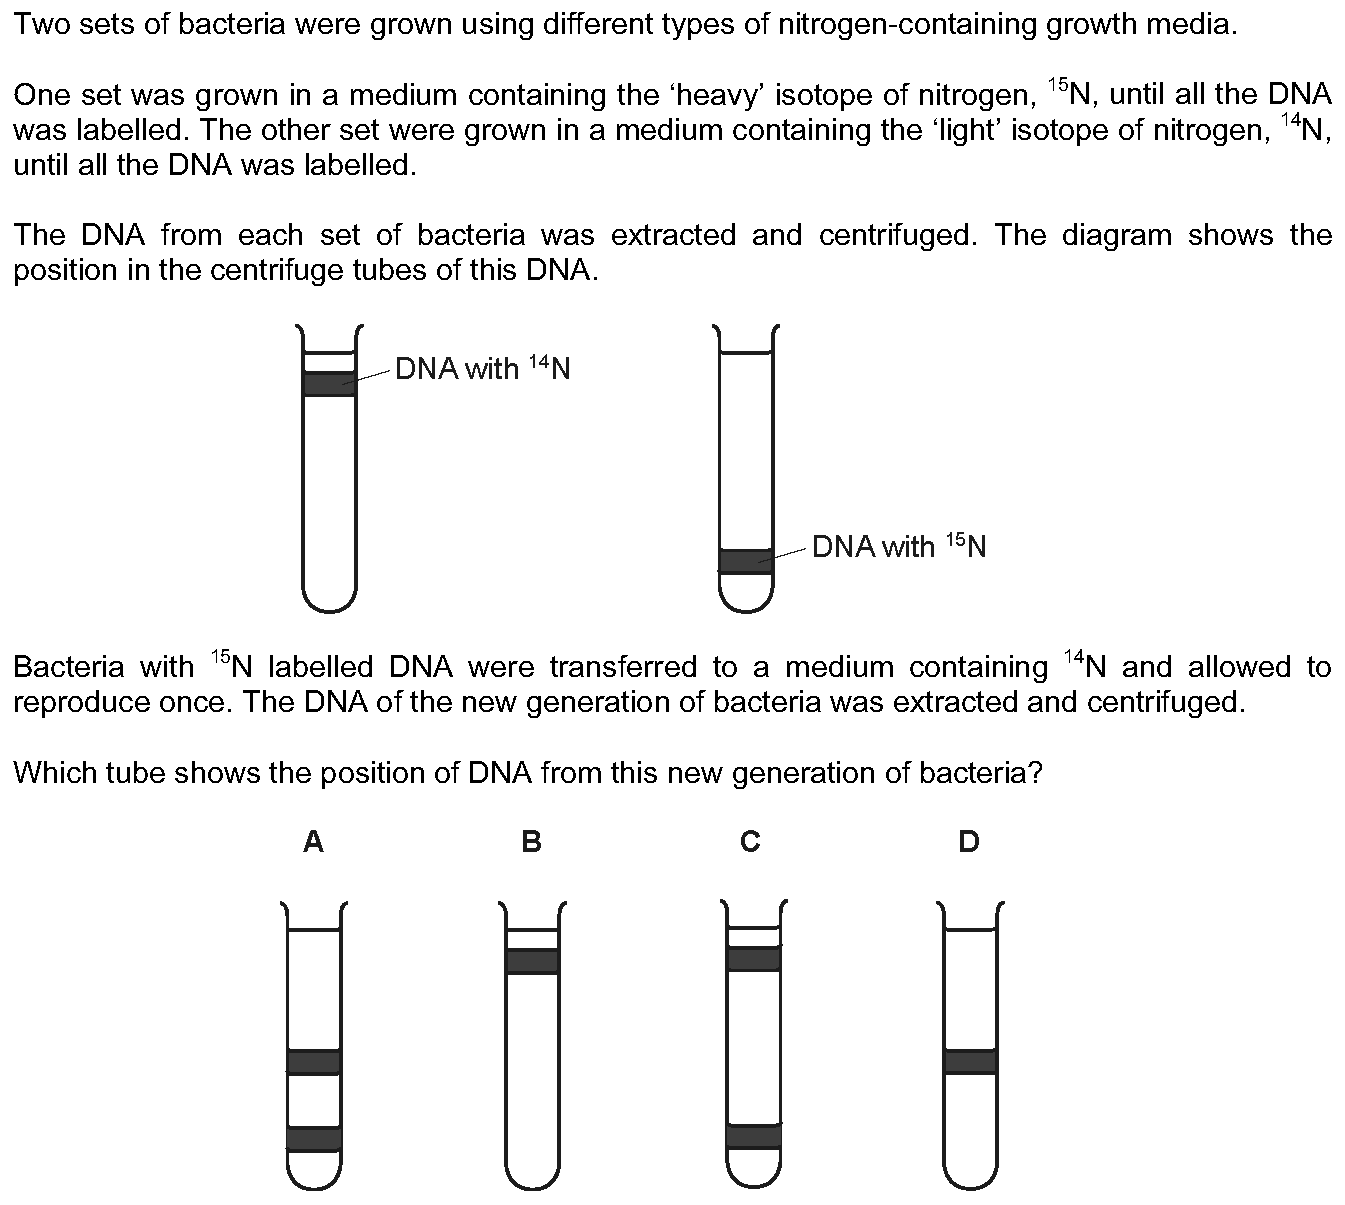 Two sets of bacteria were grown using different types of nitrogen-containing growth media.
One set was grown in a medium containing the ‘heavy’ isotope of nitrogen, ¹⁵N, until all the DNA
was labelled. The other set were grown in a medium containing the ‘light’ isotope of nitrogen, ¹⁴N,
until all the DNA was labelled.
The DNA from each set of bacteria was extracted and centrifuged. The diagram shows the
position in the centrifuge tubes of this DNA.
DNA with ¹⁴N
DNA with ¹⁵N
Bacteria with ¹⁵N labelled DNA were transferred to a medium containing ¹⁴N and allowed to
reproduce once. The DNA of the new generation of bacteria was extracted and centrifuged.
Which tube shows the position of DNA from this new generation of bacteria?
A B C D